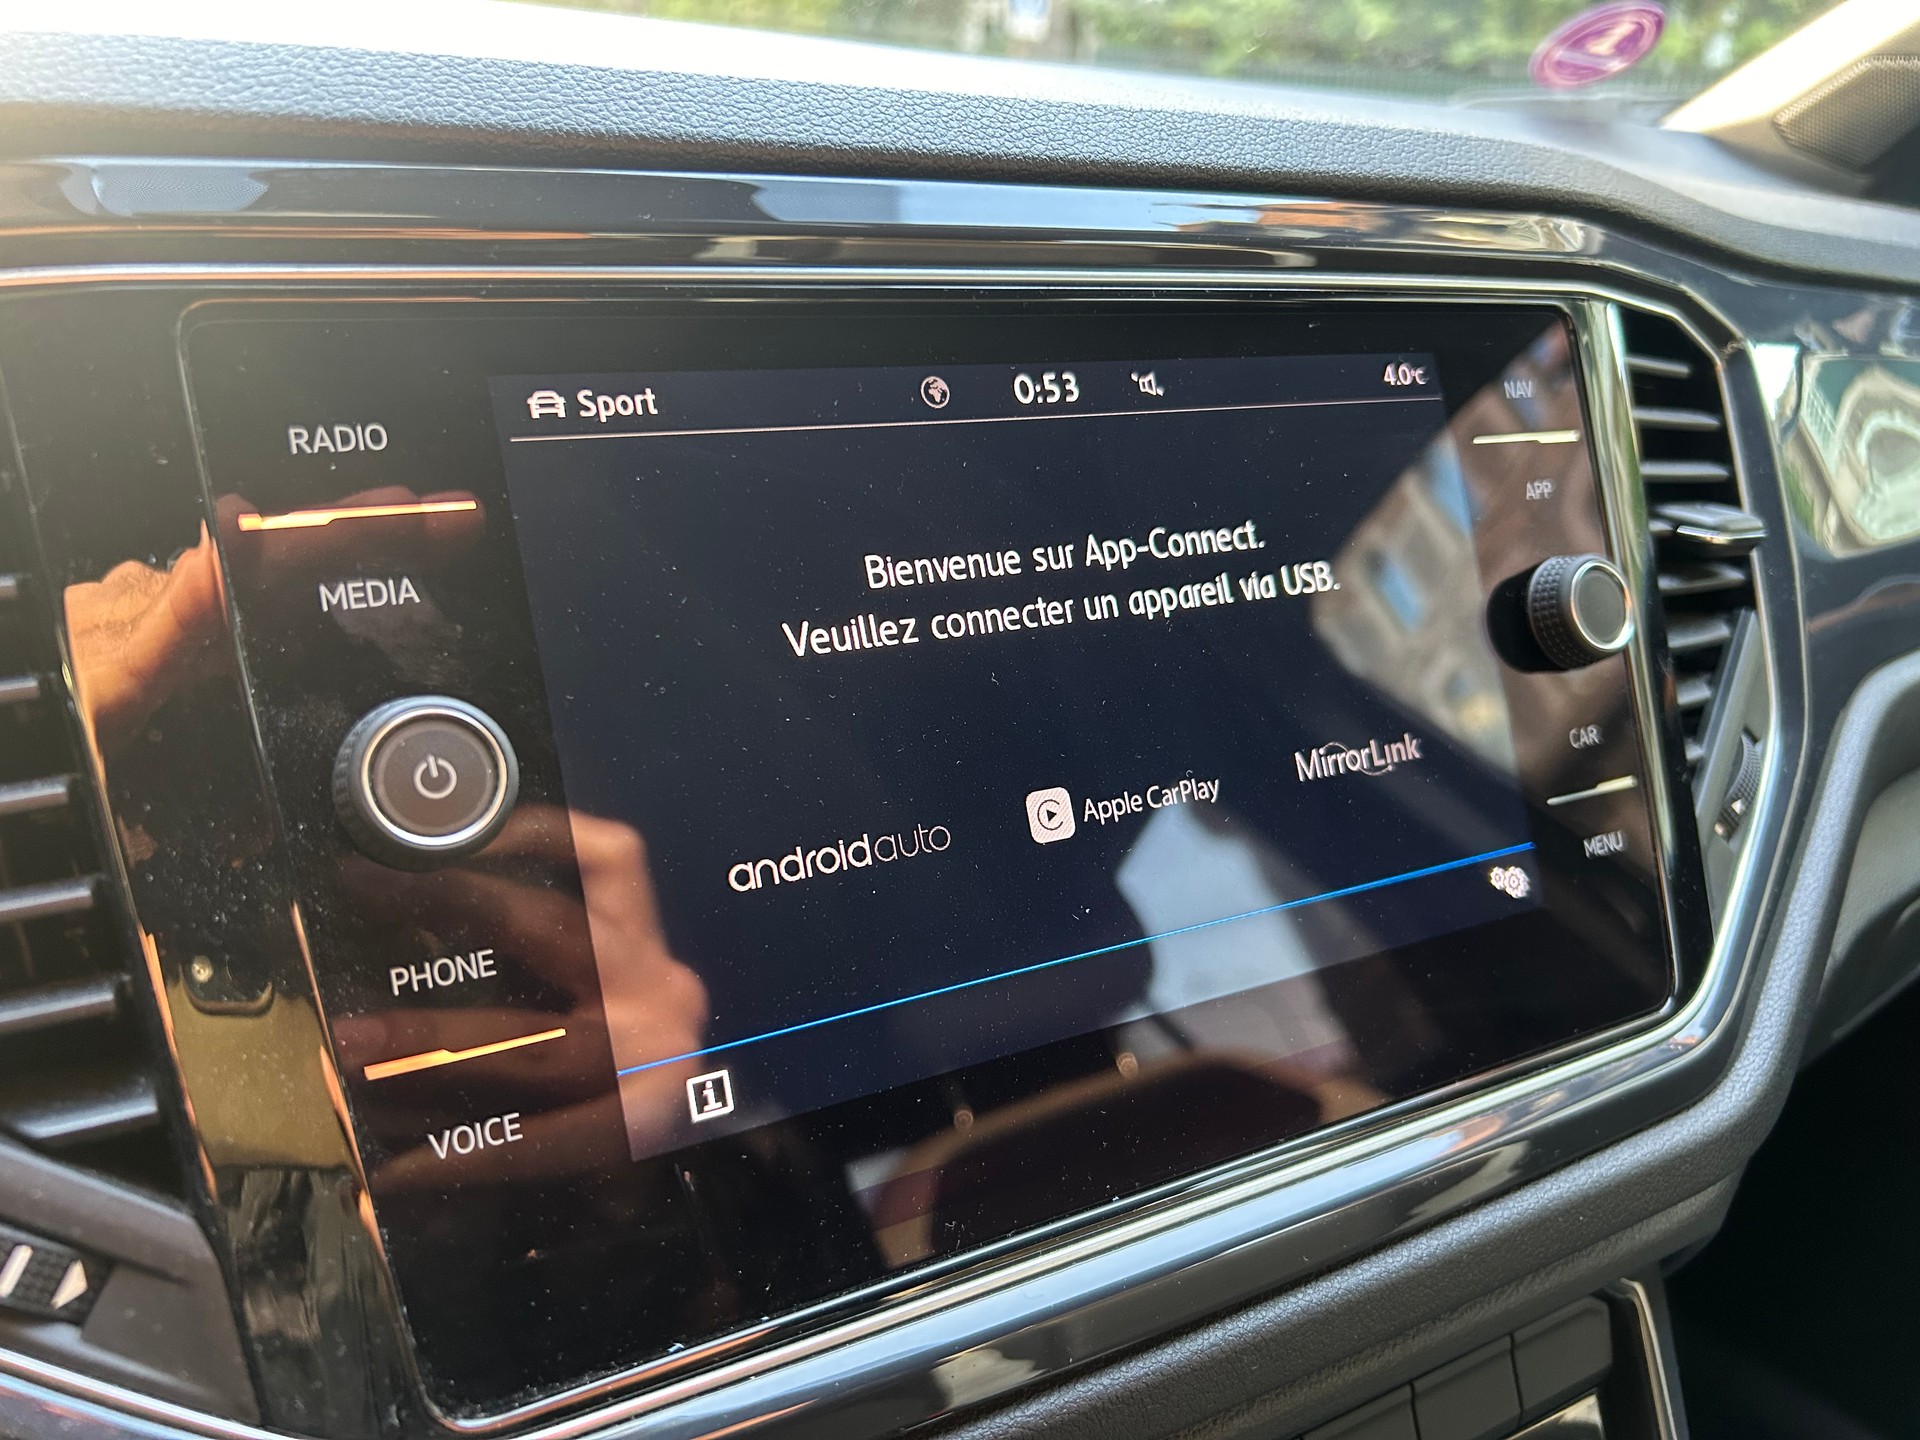 Sport 0:53 4.0°C
RADIO
MEDIA
PHONE
VOICE
Bienvenue sur App-Connect.
Veuillez connecter un appareil via USB.
androidauto
Apple CarPlay
MirrorLink
i
NAV
APP
CAR
MENU
1